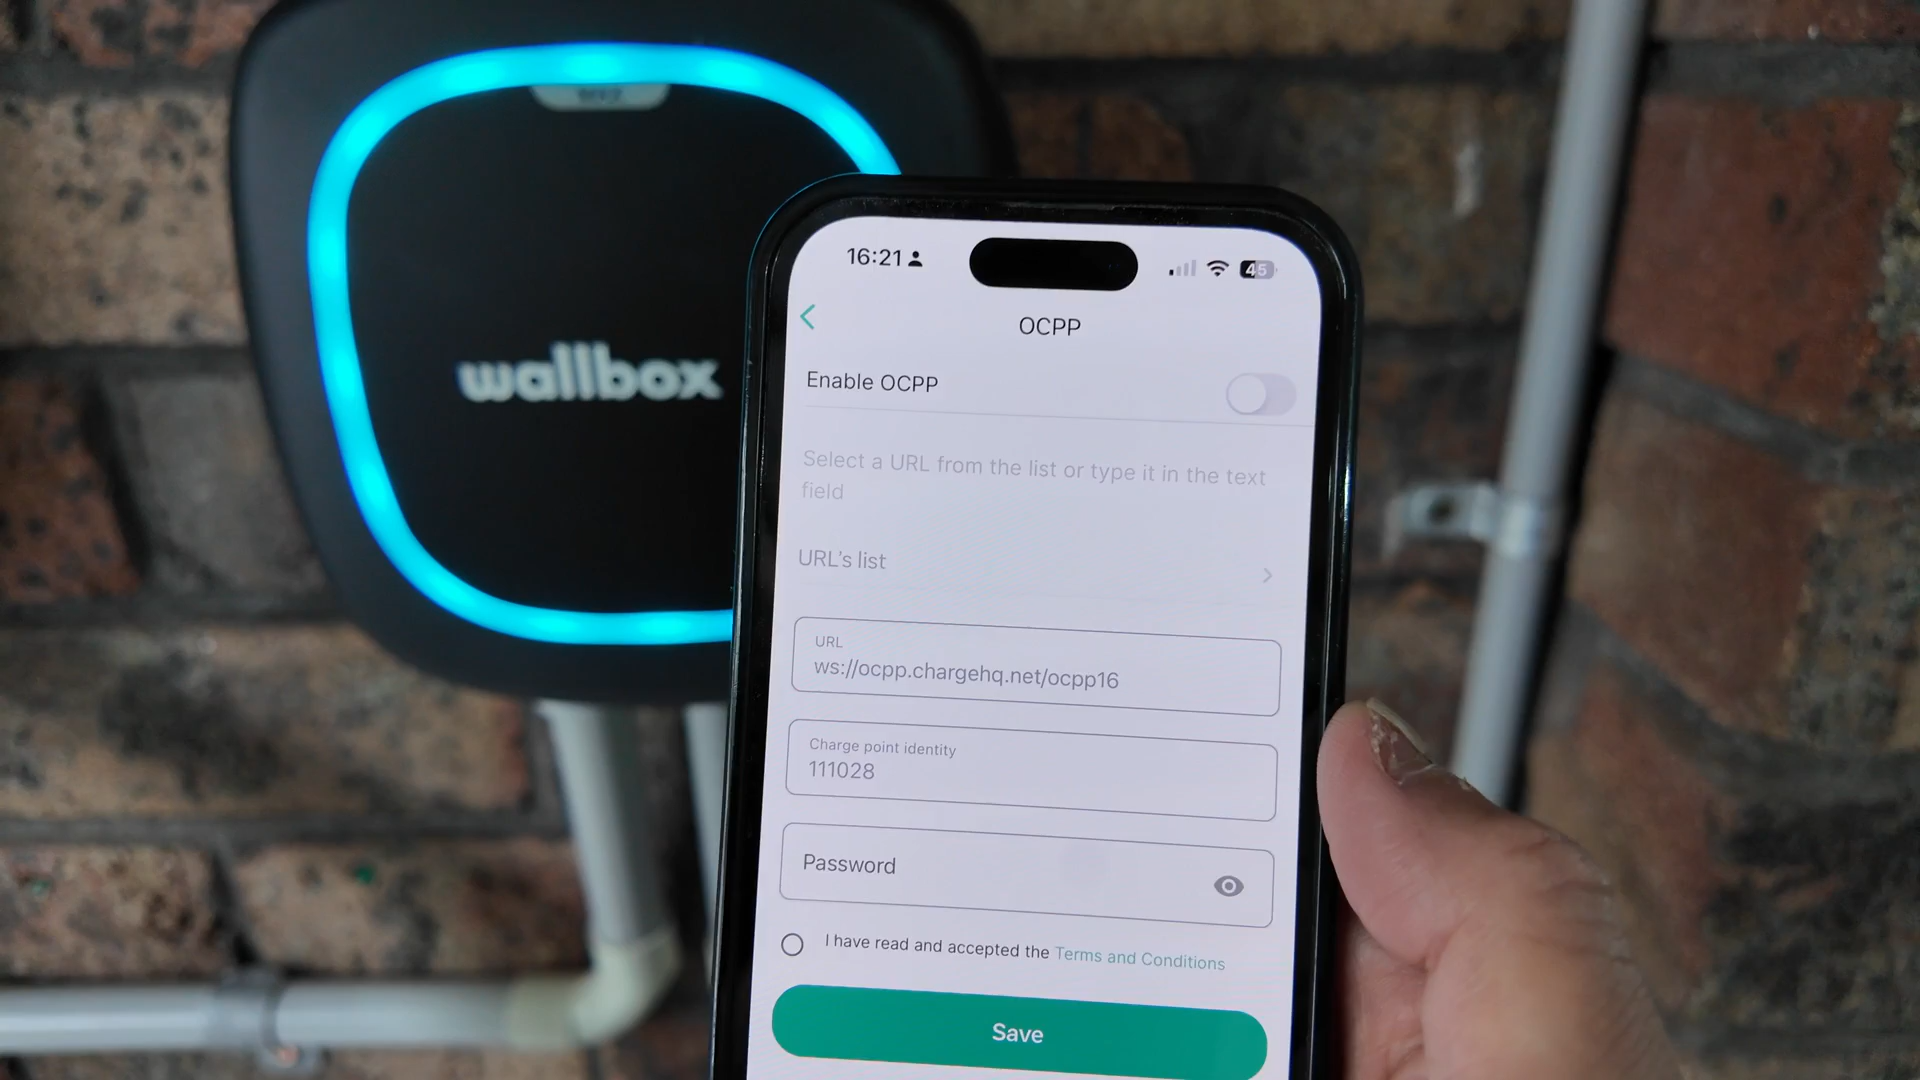 wallbox
16:21
45
OCPP
Enable OCPP
Select a URL from the list or type it in the text
field
URL's list
URL
ws://ocpp.chargehq.net/ocpp16
Charge point identity
111028
Password
I have read and accepted the Terms and Conditions
Save